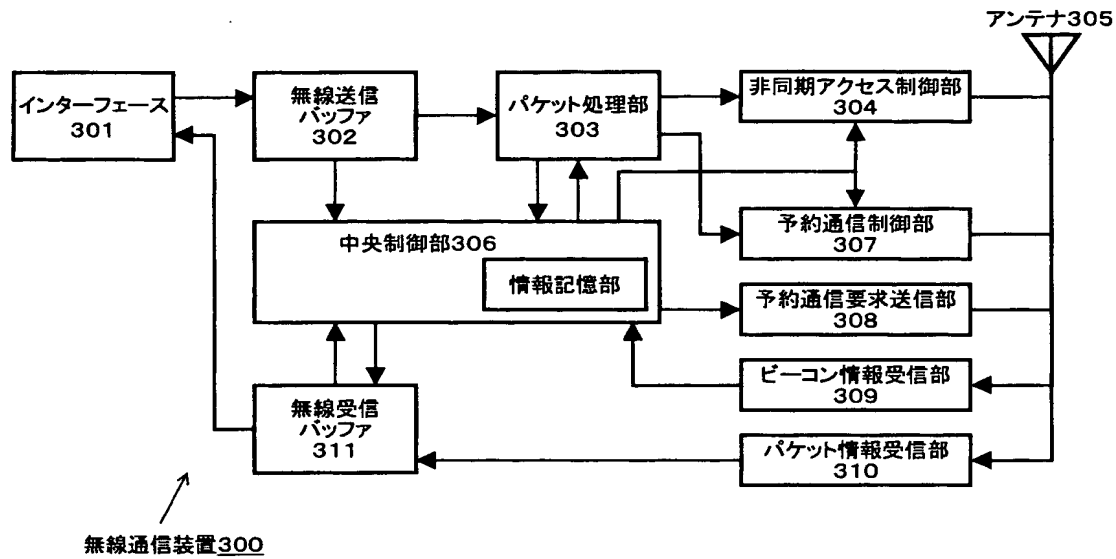 アンテナ305
インターフェース
301
無線送信
バッファ
302
パケット処理部
303
非同期アクセス制御部
304
中央制御部306
情報記憶部
予約通信制御部
307
予約通信要求送信部
308
ビーコン情報受信部
309
無線受信
バッファ
311
パケット情報受信部
310
無線通信装置300